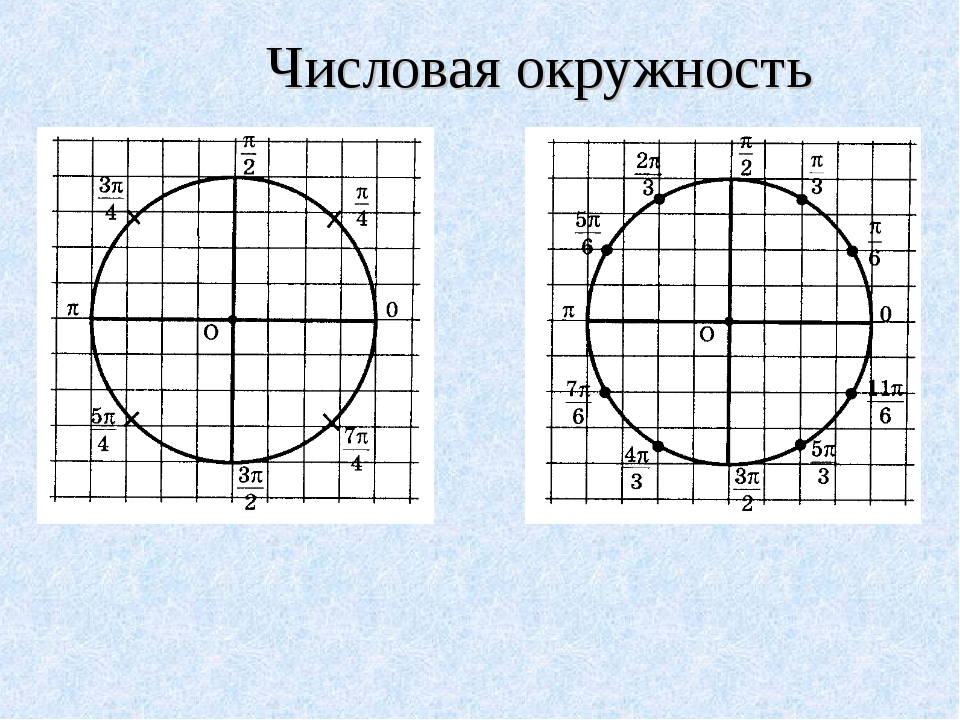 Числовая окружность
π/2
3π/4
π/4
π
O
0
5π/4
7π/4
3π/2
π/2
2π/3
π/3
5π/6
π/6
π
O
0
7π/6
11π/6
4π/3
5π/3
3π/2